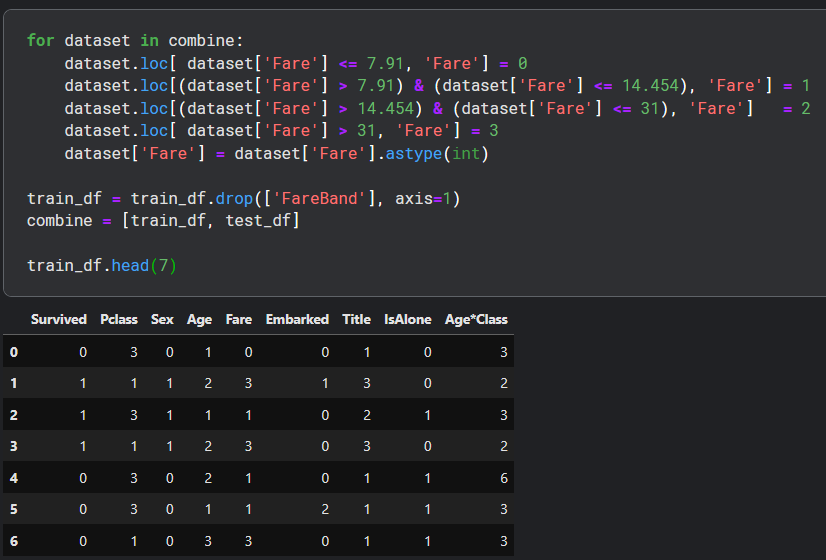 for dataset in combine:
    dataset.loc[ dataset['Fare'] <= 7.91, 'Fare'] = 0
    dataset.loc[(dataset['Fare'] > 7.91) & (dataset['Fare'] <= 14.454), 'Fare'] = 1
    dataset.loc[(dataset['Fare'] > 14.454) & (dataset['Fare'] <= 31), 'Fare']   = 2
    dataset.loc[ dataset['Fare'] > 31, 'Fare'] = 3
    dataset['Fare'] = dataset['Fare'].astype(int)
train_df = train_df.drop(['FareBand'], axis=1)
combine = [train_df, test_df]
train_df.head(7)
Survived Pclass Sex Age Fare Embarked Title IsAlone Age*Class
0 0 3 0 1 0 0 1 0 3
1 1 1 1 2 3 1 3 0 2
2 1 3 1 1 1 0 2 1 3
3 1 1 1 2 3 0 3 0 2
4 0 3 0 2 1 0 1 1 6
5 0 3 0 1 1 2 1 1 3
6 0 1 0 3 3 0 1 1 3